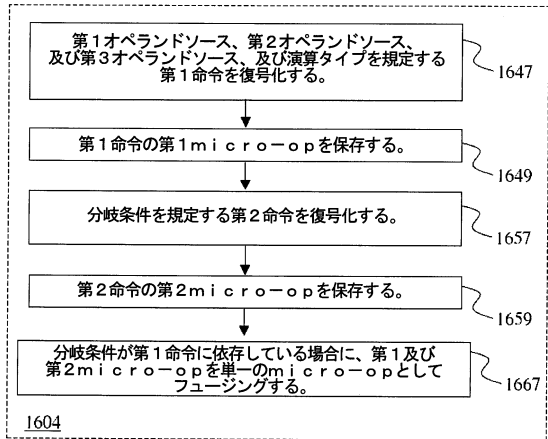 第1オペランドソース、第2オペランドソース、
及び第3オペランドソース、及び演算タイプを規定する
第1命令を復号化する。
1647
第1命令の第1micro-opを保存する。
1649
分岐条件を規定する第2命令を復号化する。
1657
第2命令の第2micro-opを保存する。
1659
分岐条件が第1命令に依存している場合に、第1及び
第2micro-opを単一のmicro-opとして
フュージングする。
1667
1604